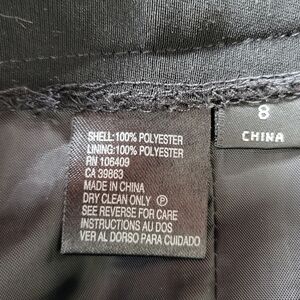 SHELL:100% POLYESTER
LINING:100% POLYESTER
RN 106409
CA 39863
MADE IN CHINA
DRY CLEAN ONLY Ⓟ
SEE REVERSE FOR CARE
INSTRUCTIONS AU DOS
VER AL DORSO PARA CUIDADO
8
CHINA